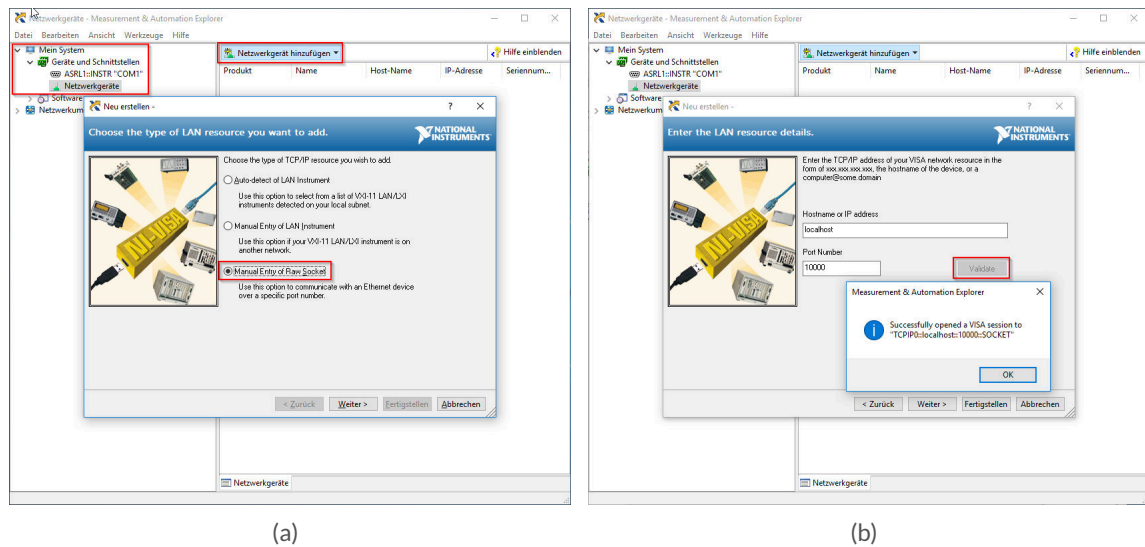 Netzwerkgeräte - Measurement & Automation Explorer
Datei Bearbeiten Ansicht Werkzeuge Hilfe
Mein System
Geräte und Schnittstellen
ASRL1::INSTR "COM1"
Netzwerkgeräte
Software
Netzwerkum
Netzwerkgerät hinzufügen
Hilfe einblenden
Produkt Name Host-Name IP-Adresse Seriennum...
Neu erstellen -
? X
Choose the type of LAN resource you want to add.
NATIONAL
INSTRUMENTS
NI-VISA
Choose the type of TCP/IP resource you wish to add.
Auto-detect of LAN Instrument
Use this option to select from a list of VXI-11 LAN/LXI
instruments detected on your local subnet.
Manual Entry of LAN Instrument
Use this option if your VXI-11 LAN/LXI instrument is on
another network.
Manual Entry of Raw Socket
Use this option to communicate with an Ethernet device
over a specific port number.
< Zurück Weiter > Fertigstellen Abbrechen
Netzwerkgeräte
(a)
Netzwerkgeräte - Measurement & Automation Explorer
Datei Bearbeiten Ansicht Werkzeuge Hilfe
Mein System
Geräte und Schnittstellen
ASRL1::INSTR "COM1"
Netzwerkgeräte
Software
Netzwerkum
Netzwerkgerät hinzufügen
Hilfe einblenden
Produkt Name Host-Name IP-Adresse Seriennum...
Neu erstellen -
? X
Enter the LAN resource details.
NATIONAL
INSTRUMENTS
NI-VISA
Enter the TCP/IP address of your VISA network resource in the
form of xxx.xxx.xxx.xxx, the hostname of the device, or a
computer@some.domain
Hostname or IP address
localhost
Port Number
10000
Validate
Measurement & Automation Explorer
Successfully opened a VISA session to
"TCPIP0::localhost::10000::SOCKET"
OK
< Zurück Weiter > Fertigstellen Abbrechen
Netzwerkgeräte
(b)